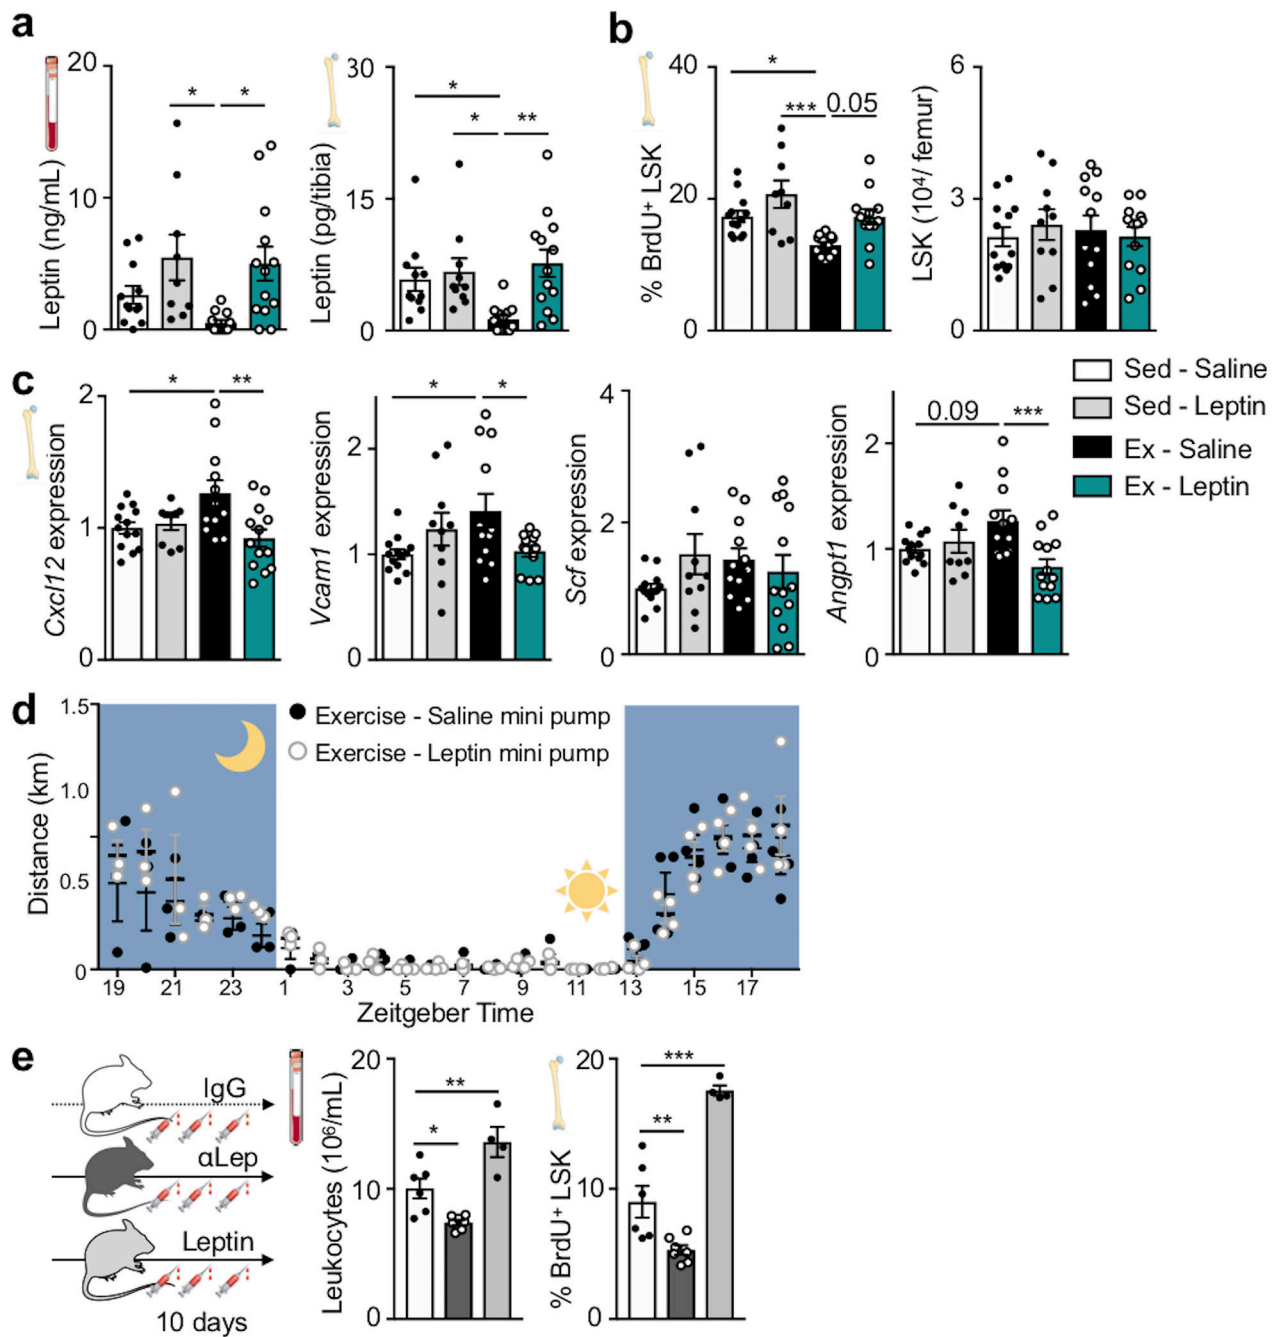 a
Leptin (ng/mL)
20
10
0
*
*
Leptin (pg/tibia)
30
15
0
*
*
**
b
% BrdU⁺ LSK
40
20
0
*
***
0.05
LSK (10⁴/ femur)
6
3
0
c
Cxcl12 expression
2
1
0
*
**
Vcam1 expression
2
1
0
*
*
Scf expression
4
2
0
Angpt1 expression
2
1
0
0.09
***
Sed - Saline
Sed - Leptin
Ex - Saline
Ex - Leptin
d
Distance (km)
1.5
1.0
0.5
0
Exercise - Saline mini pump
Exercise - Leptin mini pump
19 21 23 1 3 5 7 9 11 13 15 17
Zeitgeber Time
e
IgG
αLep
Leptin
10 days
Leukocytes (10⁶/mL)
20
10
0
**
*
% BrdU⁺ LSK
20
10
0
***
**